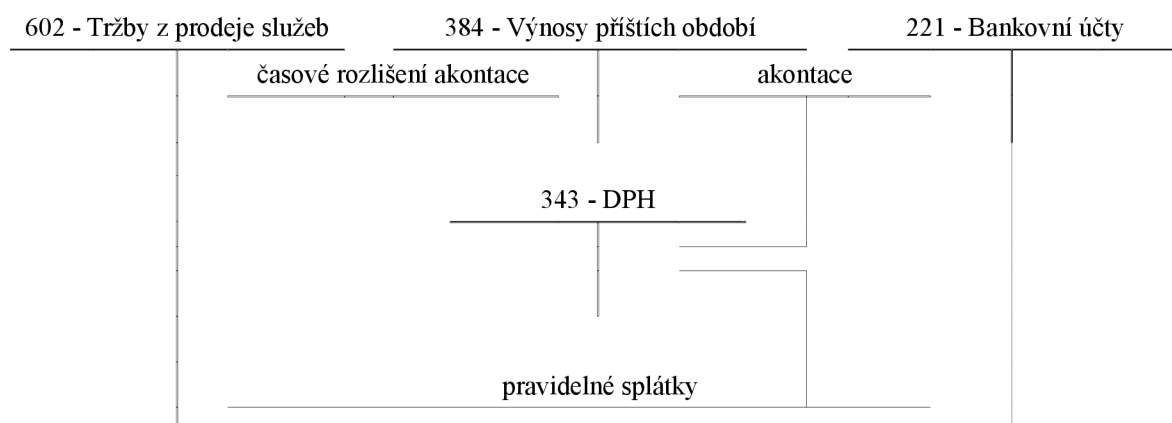 602 - Tržby z prodeje služeb
384 - Výnosy příštích období
221 - Bankovní účty
časové rozlišení akontace
akontace
343 - DPH
pravidelné splátky